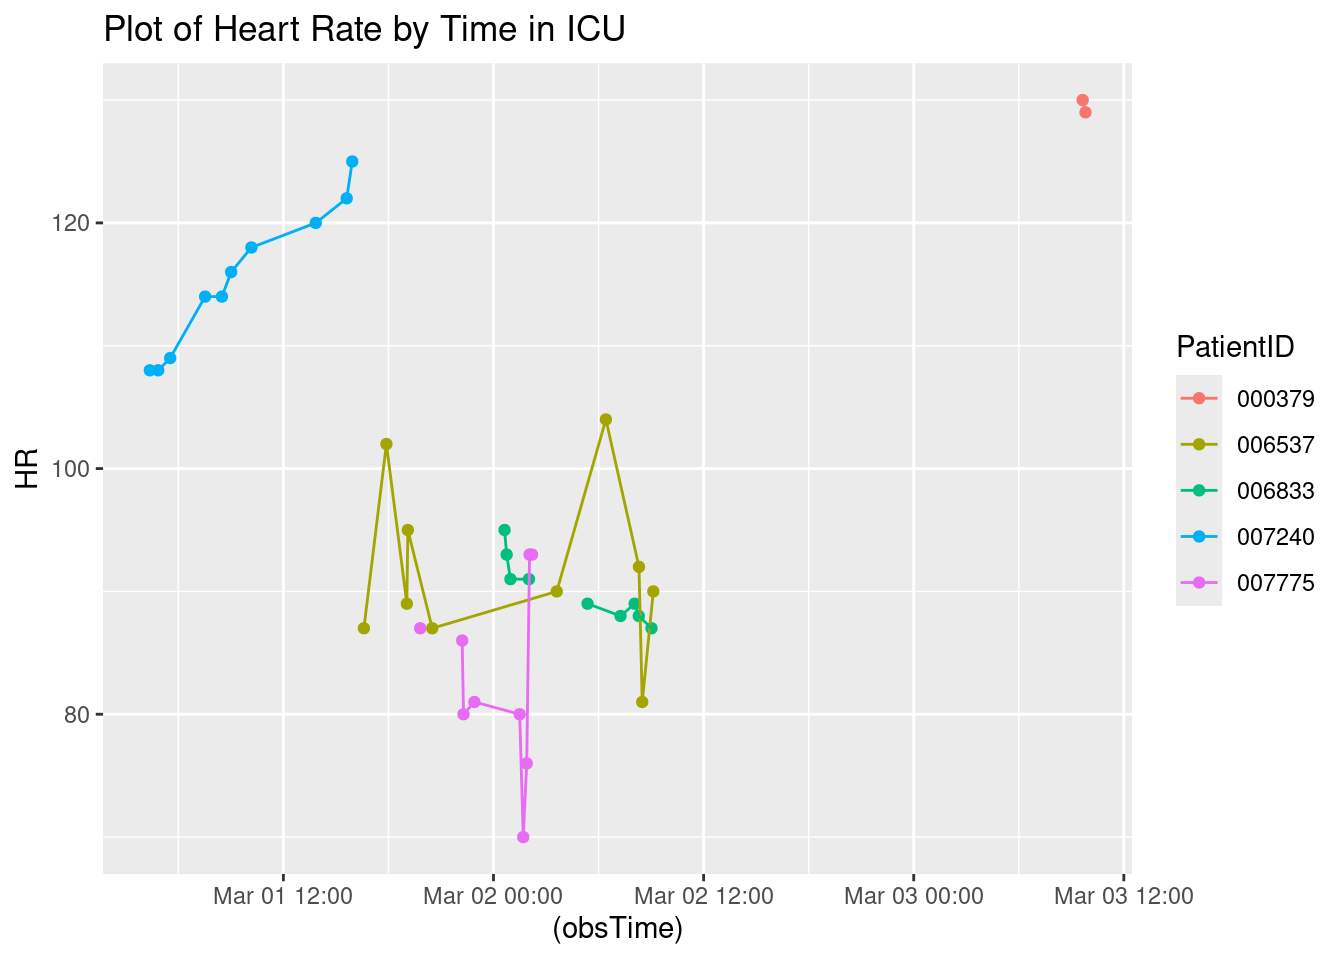 Plot of Heart Rate by Time in ICU
HR
120
100
80
Mar 01 12:00
Mar 02 00:00
Mar 02 12:00
Mar 03 00:00
Mar 03 12:00
(obsTime)
PatientID
000379
006537
006833
007240
007775